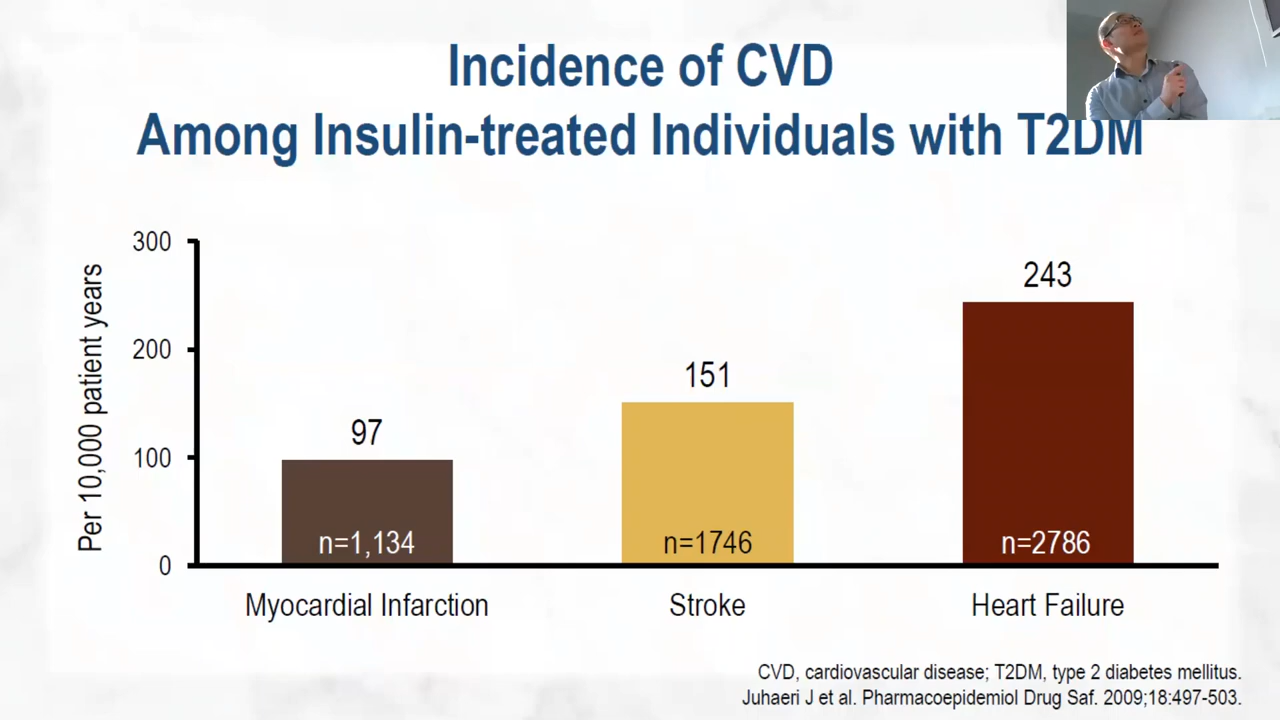 Incidence of CVD
Among Insulin-treated Individuals with T2DM
Per 10,000 patient years
300
200
100
0
97
151
243
n=1,134
n=1746
n=2786
Myocardial Infarction
Stroke
Heart Failure
CVD, cardiovascular disease; T2DM, type 2 diabetes mellitus.
Juhaeri J et al. Pharmacoepidemiol Drug Saf. 2009;18:497-503.